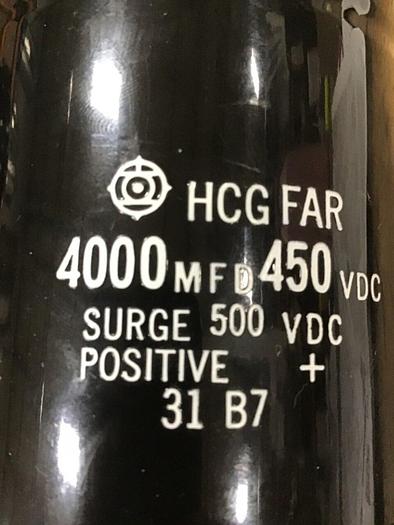 HCG FAR
4000 MFD 450 VDC
SURGE 500 VDC
POSITIVE +
31 B7